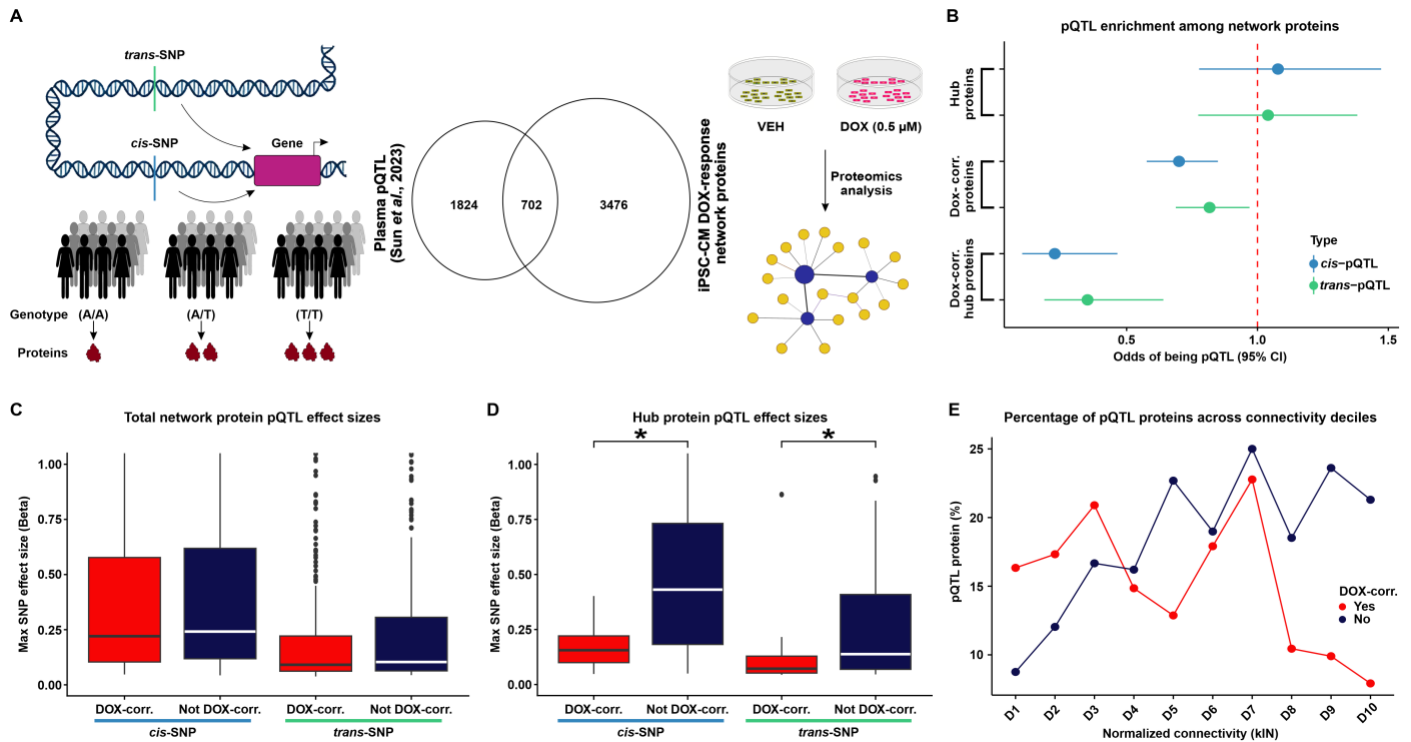 A
trans-SNP
cis-SNP
Gene
Genotype
(A/A)
(A/T)
(T/T)
Proteins
Plasma pQTL
(Sun et al., 2023)
1824
702
3476
iPSC-CM DOX-response
network proteins
VEH
DOX (0.5 µM)
Proteomics
analysis
B
pQTL enrichment among network proteins
Hub
proteins
Dox- corr.
proteins
Dox-corr.
hub proteins
1.0
Type
cis−pQTL
trans−pQTL
0.5
1.0
1.5
Odds of being pQTL (95% CI)
C
Total network protein pQTL effect sizes
Max SNP effect size (Beta)
1.00
0.75
0.50
0.25
0.00
DOX-corr.
Not DOX-corr.
DOX-corr.
Not DOX-corr.
cis-SNP
trans-SNP
D
Hub protein pQTL effect sizes
*
*
Max SNP effect size (Beta)
1.00
0.75
0.50
0.25
0.00
DOX-corr.
Not DOX-corr.
DOX-corr.
Not DOX-corr.
cis-SNP
trans-SNP
E
Percentage of pQTL proteins across connectivity deciles
pQTL protein (%)
25
20
15
10
DOX-corr.
Yes
No
D1
D2
D3
D4
D5
D6
D7
D8
D9
D10
Normalized connectivity (kIN)